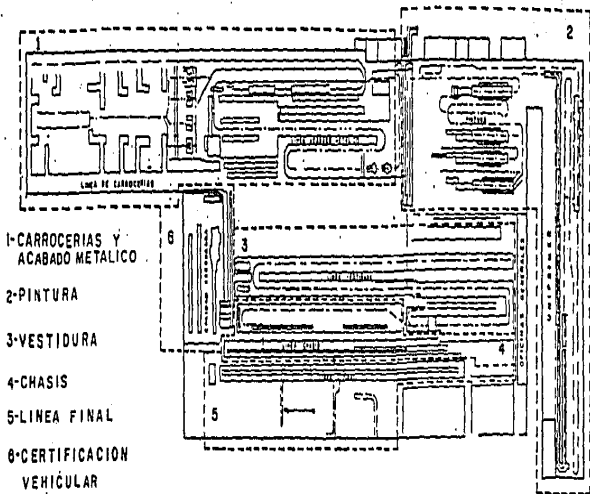 1
2
LINEA DE CARROCERIAS
6
3
1-CARROCERIAS Y
ACABADO METALICO
2-PINTURA
3-VESTIDURA
4-CHASIS
5-LINEA FINAL
6-CERTIFICACION
VEHICULAR
OFICINAS GENERALES
4
5